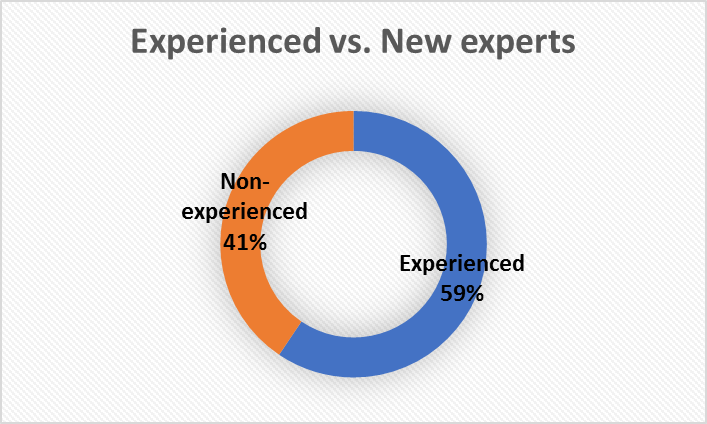 Experienced vs. New experts
Non-
experienced
41%
Experienced
59%